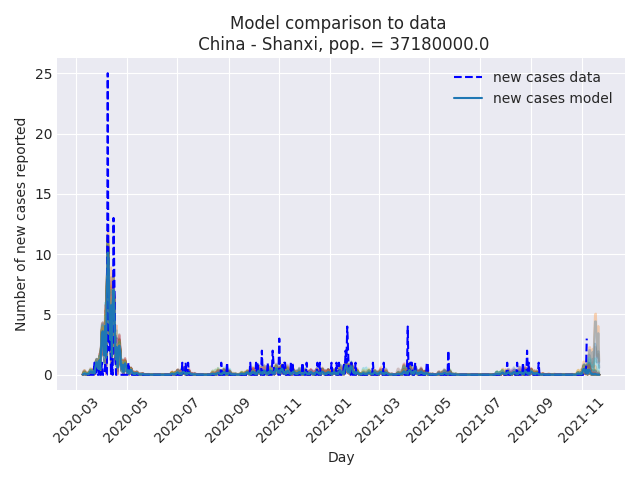 Model comparison to data
China - Shanxi, pop. = 37180000.0
new cases data
new cases model
Number of new cases reported
25
20
15
10
5
0
2020-03
2020-05
2020-07
2020-09
2020-11
2021-01
2021-03
2021-05
2021-07
2021-09
2021-11
Day